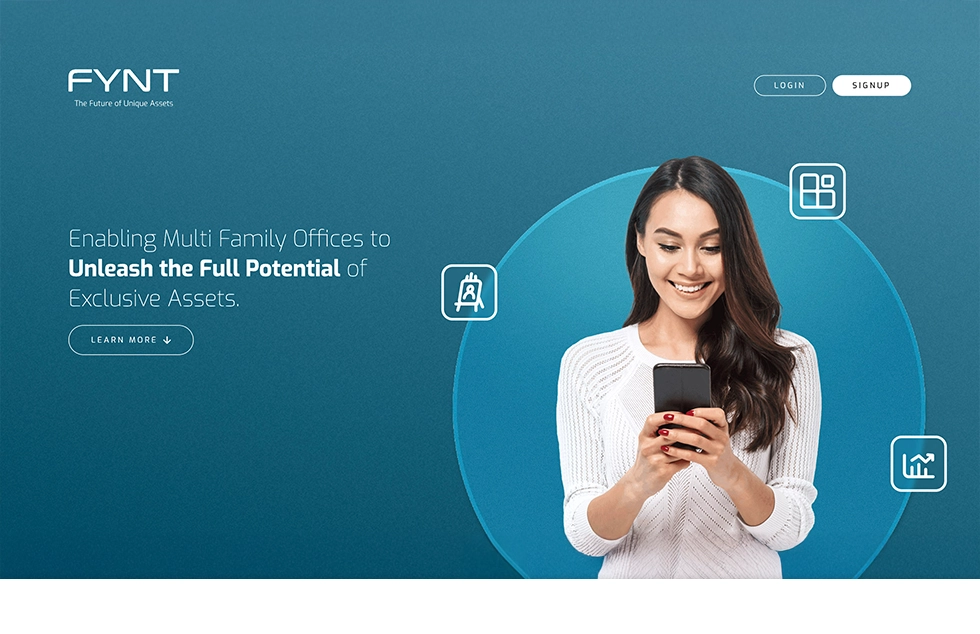 FYNT
The Future of Unique Assets
LOGIN
SIGNUP
Enabling Multi Family Offices to
Unleash the Full Potential of
Exclusive Assets.
LEARN MORE